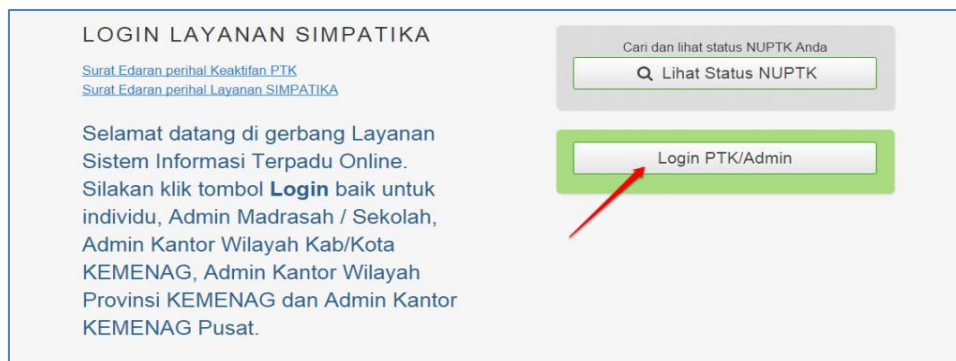 LOGIN LAYANAN SIMPATIKA
Surat Edaran perihal Keaktifan PTK
Surat Edaran perihal Layanan SIMPATIKA
Selamat datang di gerbang Layanan
Sistem Informasi Terpadu Online.
Silakan klik tombol Login baik untuk
individu, Admin Madrasah / Sekolah,
Admin Kantor Wilayah Kab/Kota
KEMENAG, Admin Kantor Wilayah
Provinsi KEMENAG dan Admin Kantor
KEMENAG Pusat.
Cari dan lihat status NUPTK Anda
Lihat Status NUPTK
Login PTK/Admin